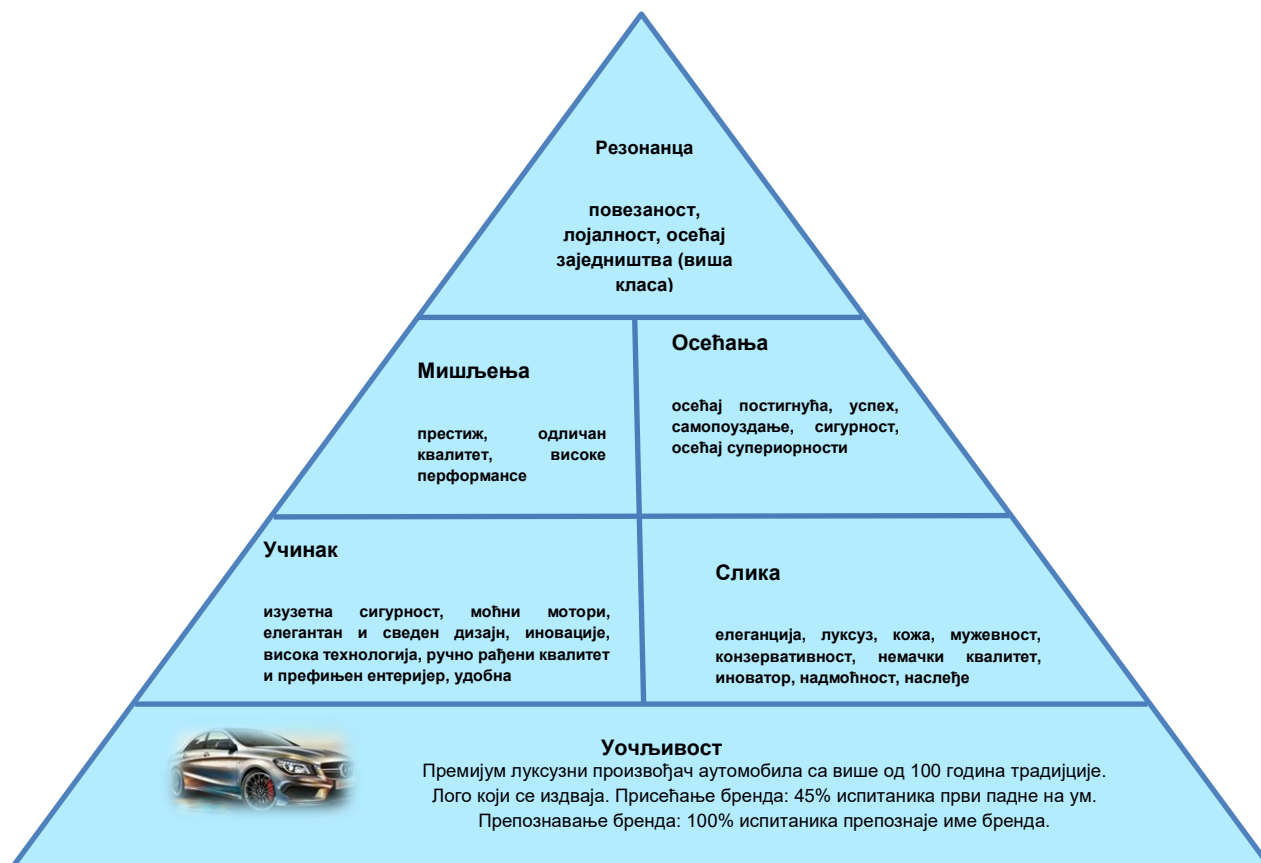 Резонанца
повезаност,
лојалност, осећај
заједништва (виша
класа)
Мишљења
престиж, одличан
квалитет, високе
перформансе
Осећања
осећај постигнућа, успех,
самопоуздање, сигурност,
осећај супериорности
Учинак
изузетна сигурност, моћни мотори,
елегантан и сведен дизајн, иновације,
висока технологија, ручно рађени квалитет
и префињен ентеријер, удобна
Слика
елеганција, луксуз, кожа, мужевност,
конзервативност, немачки квалитет,
иноватор, надмоћност, наслеђе
Уочљивост
Премијум луксузни произвођач аутомобила са више од 100 година традијције.
Лого који се издваја. Присећање бренда: 45% испитаника први падне на ум.
Препознавање бренда: 100% испитаника препознаје име бренда.